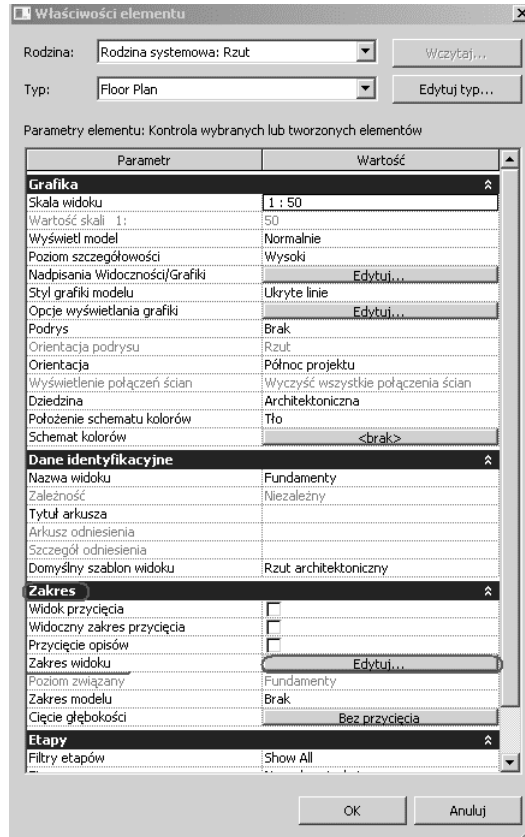 Właściwości elementu
Rodzina: Rodzina systemowa: Rzut Wczytaj...
Typ: Floor Plan Edytuj typ...
Parametry elementu: Kontrola wybranych lub tworzonych elementów
Parametr Wartość
Grafika
Skala widoku 1 : 50
Wartość skali 1: 50
Wyświetl model Normalnie
Poziom szczegółowości Wysoki
Nadpisania Widoczności/Grafiki Edytuj...
Styl grafiki modelu Ukryte linie
Opcje wyświetlania grafiki Edytuj...
Podrys Brak
Orientacja podrysu Rzut
Orientacja Północ projektu
Wyświetlenie połączeń ścian Wyczyść wszystkie połączenia ścian
Dziedzina Architektoniczna
Położenie schematu kolorów Tło
Schemat kolorów <brak>
Dane identyfikacyjne
Nazwa widoku Fundamenty
Zależność Niezależny
Tytuł arkusza
Arkusz odniesienia
Szczegół odniesienia
Domyślny szablon widoku Rzut architektoniczny
Zakres
Widok przycięcia
Widoczny zakres przycięcia
Przycięcie opisów
Zakres widoku Edytuj...
Poziom związany Fundamenty
Zakres modelu Brak
Cięcie głębokości Bez przycięcia
Etapy
Filtry etapów Show All
OK Anuluj